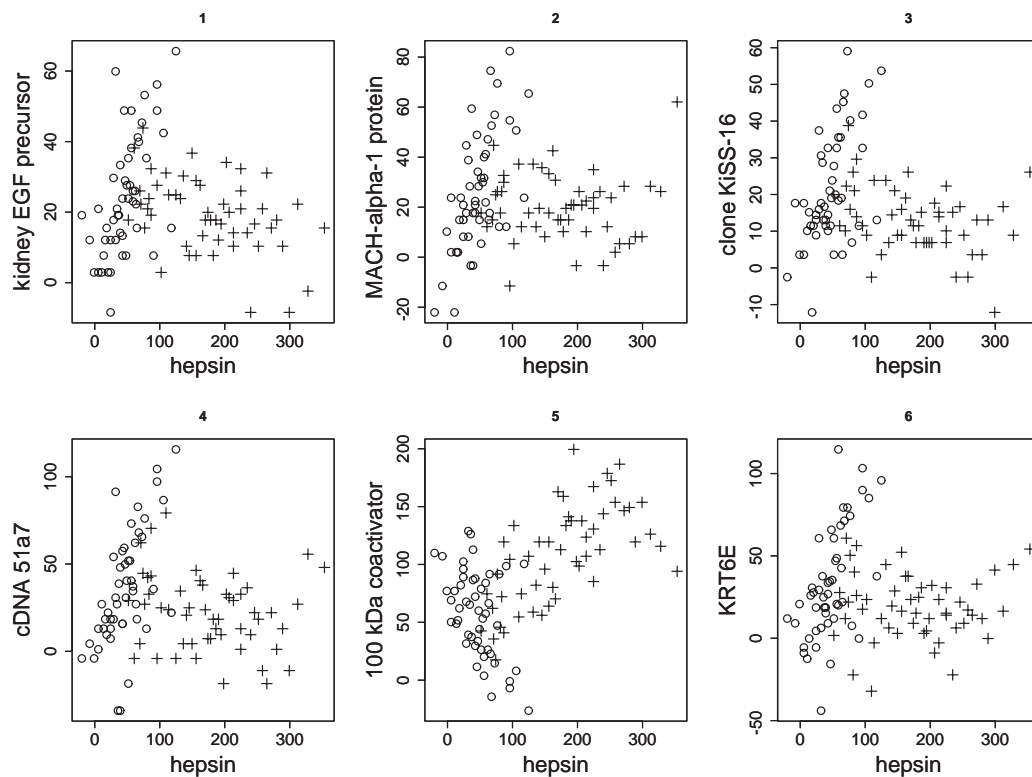 1
kidney EGF precursor
60
40
20
0
0 100 200 300
hepsin
2
MACH-alpha-1 protein
80
60
40
20
0
-20
0 100 200 300
hepsin
3
clone KiSS-16
60
50
40
30
20
10
0
-10
0 100 200 300
hepsin
4
cDNA 51a7
100
50
0
0 100 200 300
hepsin
5
100 kDa coactivator
200
150
100
50
0
0 100 200 300
hepsin
6
KRT6E
100
50
0
-50
0 100 200 300
hepsin